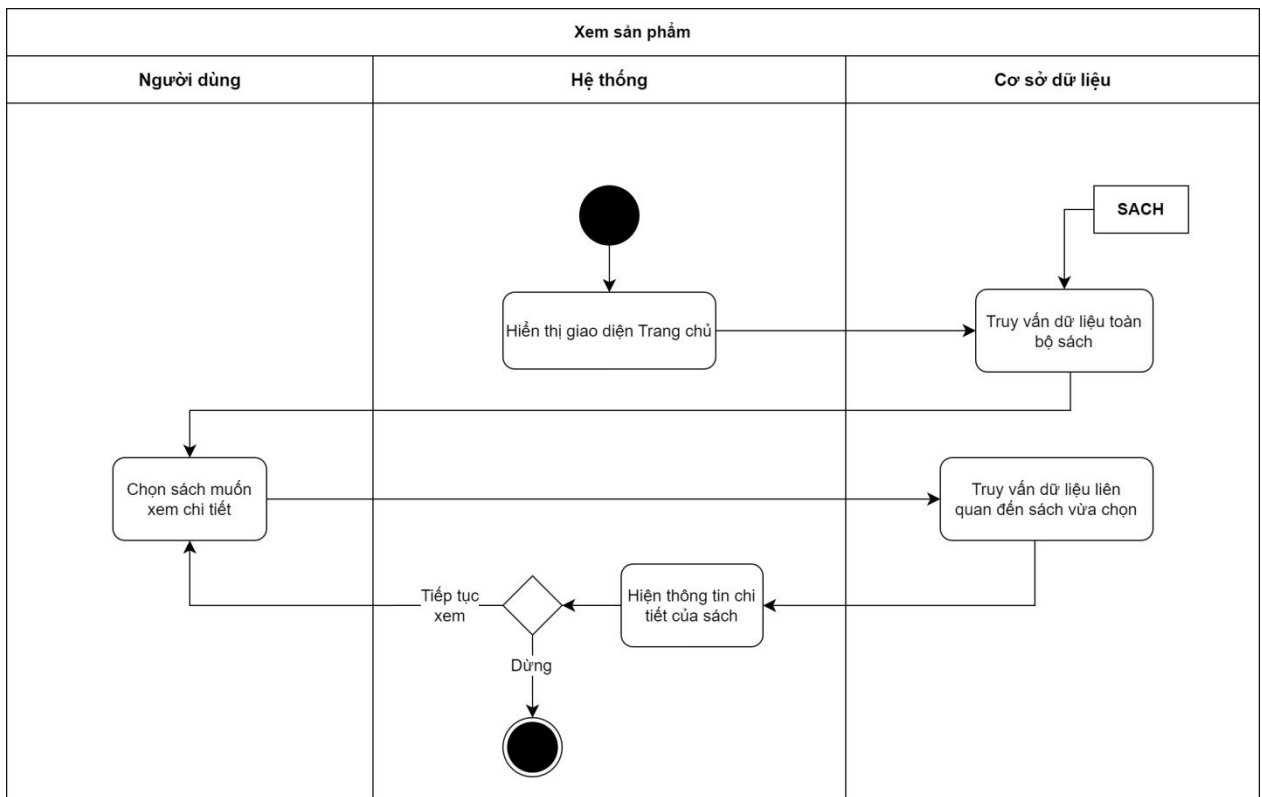 Xem sản phẩm
Người dùng
Hệ thống
Cơ sở dữ liệu
SACH
Hiển thị giao diện Trang chủ
Truy vấn dữ liệu toàn
bộ sách
Chọn sách muốn
xem chi tiết
Truy vấn dữ liệu liên
quan đến sách vừa chọn
Tiếp tục
xem
Hiện thông tin chi
tiết của sách
Dừng